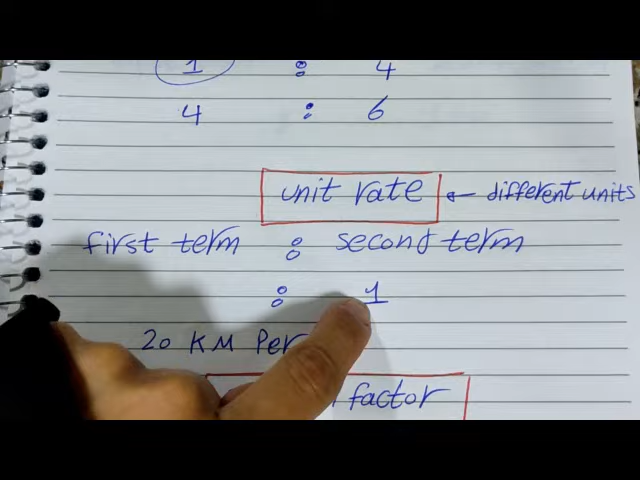 1 : 4
4 : 6
unit rate ← different units
first term : second term
: 1
20 KM Per
factor